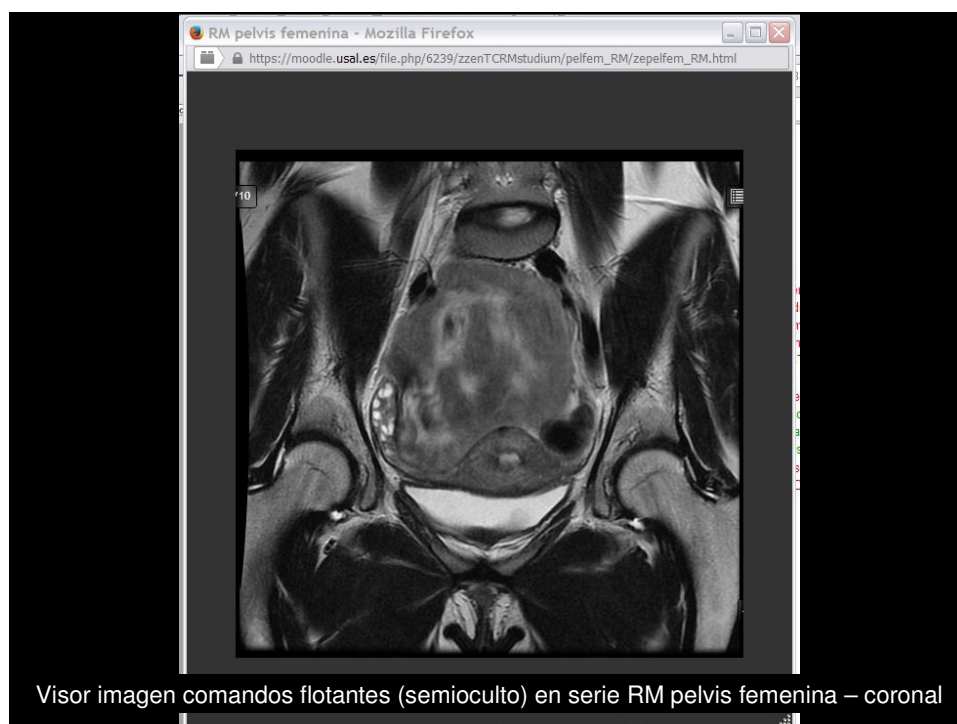 RM pelvis femenina - Mozilla Firefox
https://moodle.usal.es/file.php/6239/zzenTCRMstudium/pelfem_RM/zepelfem_RM.html
/10
Visor imagen comandos flotantes (semioculto) en serie RM pelvis femenina – coronal